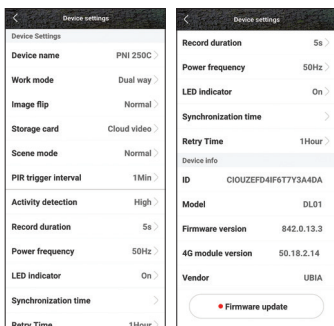 Device settings
Device Settings
Device name PNI 250C
Work mode Dual way
Image flip Normal
Storage card Cloud video
Scene mode Normal
PIR trigger interval 1Min
Activity detection High
Record duration 5s
Power frequency 50Hz
LED indicator On
Synchronization time
Retry Time 1Hour
Device settings
Record duration 5s
Power frequency 50Hz
LED indicator On
Synchronization time
Retry Time 1Hour
Device info
ID CIOUZEFD4IF6T7Y3A4DA
Model DL01
Firmware version 842.0.13.3
4G module version 50.18.2.14
Vendor UBIA
Firmware update